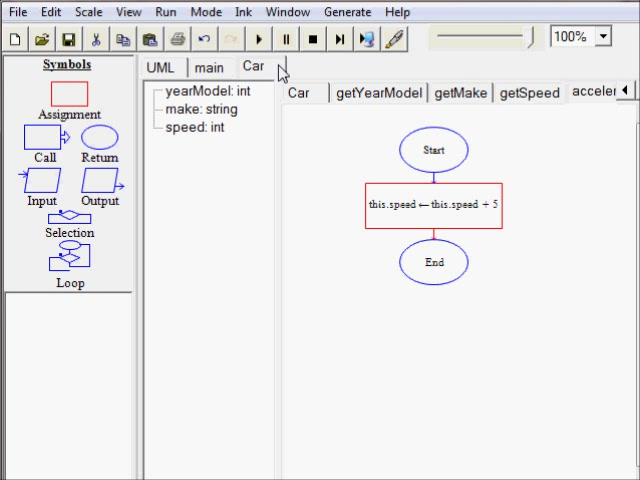 File Edit Scale View Run Mode Ink Window Generate Help
100%
Symbols
Assignment
Call Return
Input Output
Selection
Loop
UML main Car
yearModel: int
make: string
speed: int
Car getYearModel getMake getSpeed acceler
Start
this.speed ← this.speed + 5
End